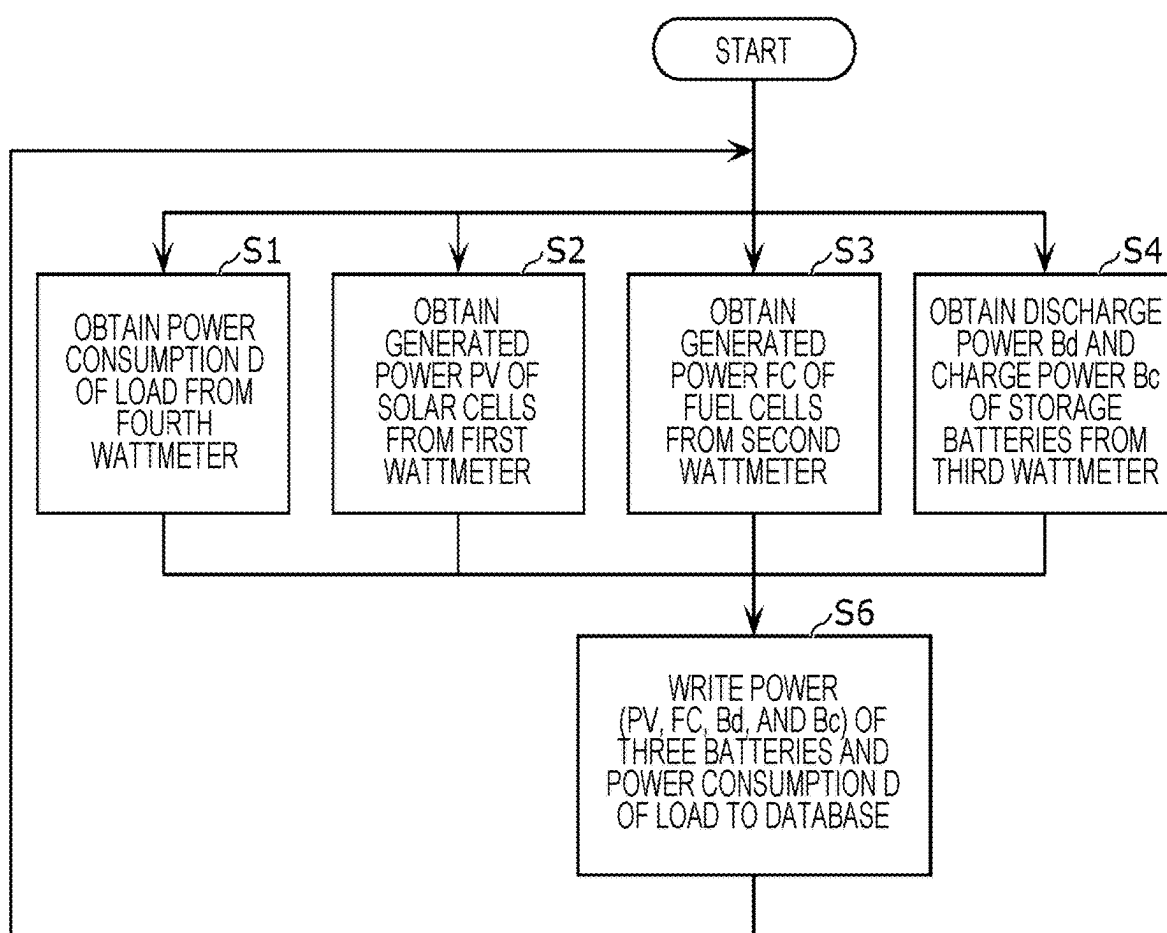 START
S1
OBTAIN POWER
CONSUMPTION D
OF LOAD FROM
FOURTH
WATTMETER
S2
OBTAIN
GENERATED
POWER PV OF
SOLAR CELLS
FROM FIRST
WATTMETER
S3
OBTAIN
GENERATED
POWER FC OF
FUEL CELLS
FROM SECOND
WATTMETER
S4
OBTAIN DISCHARGE
POWER Bd AND
CHARGE POWER Bc
OF STORAGE
BATTERIES FROM
THIRD WATTMETER
S6
WRITE POWER
(PV, FC, Bd, AND Bc) OF
THREE BATTERIES AND
POWER CONSUMPTION D
OF LOAD TO DATABASE